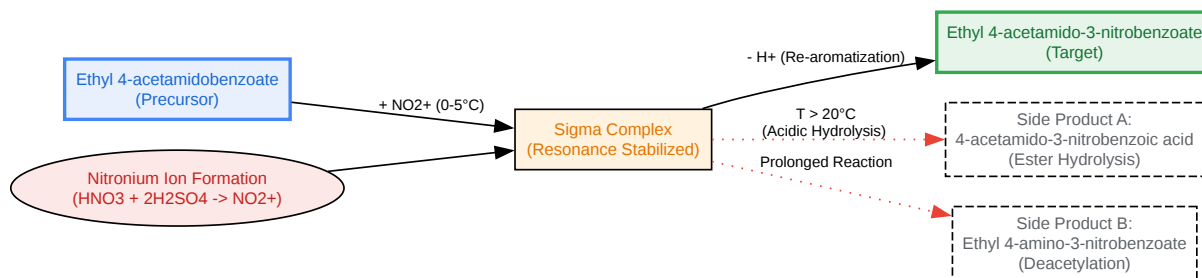 Ethyl 4-acetamidobenzoate
(Precursor)
Nitronium Ion Formation
(HNO3 + 2H2SO4 -> NO2+)
+ NO2+ (0-5°C)
Sigma Complex
(Resonance Stabilized)
- H+ (Re-aromatization)
T > 20°C
(Acidic Hydrolysis)
Prolonged Reaction
Ethyl 4-acetamido-3-nitrobenzoate
(Target)
Side Product A:
4-acetamido-3-nitrobenzoic acid
(Ester Hydrolysis)
Side Product B:
Ethyl 4-amino-3-nitrobenzoate
(Deacetylation)